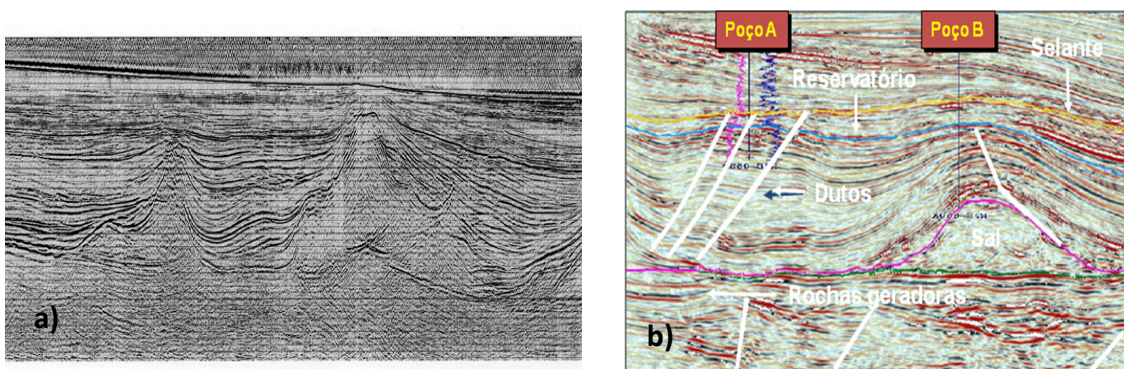 a)
Poço A
Poço B
Selante
Reservatório
Dutos
Sal
Rochas geradoras
b)